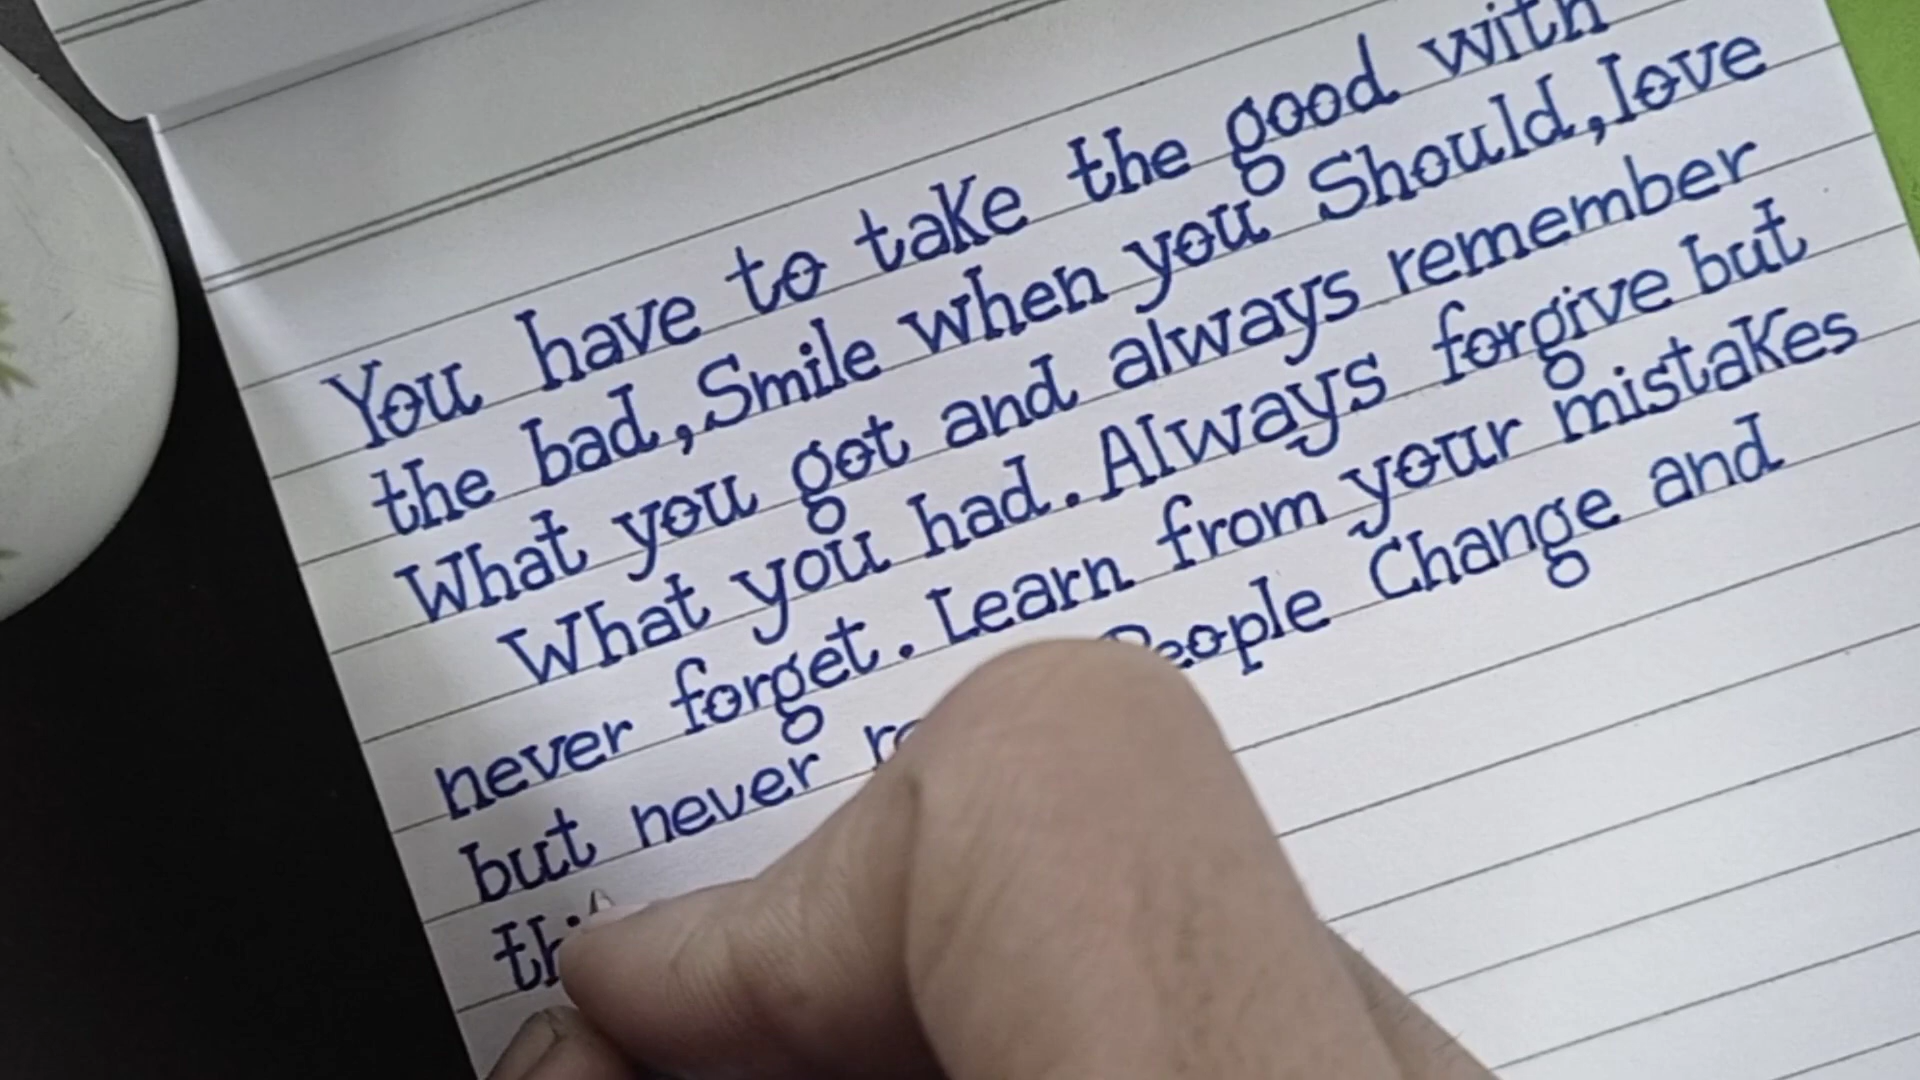 You have to take the good with
the bad, Smile when you Should, love
What you got and always remember
What you had. Always forgive but
never forget. Learn from your mistakes
but never People Change and